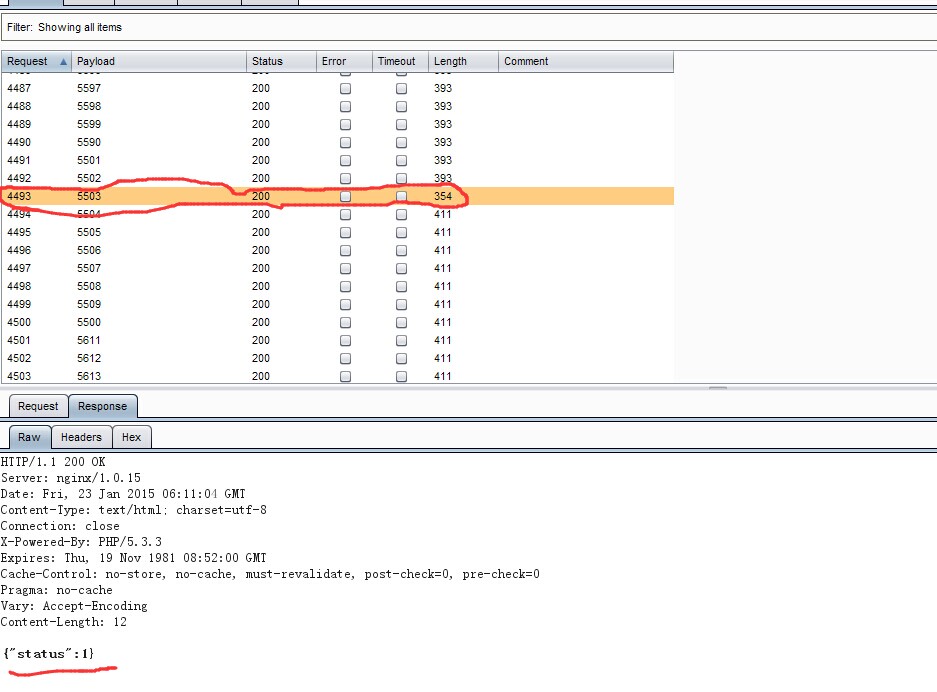 Filter: Showing all items
Request Payload Status Error Timeout Length Comment
4487 5597 200 393
4488 5598 200 393
4489 5599 200 393
4490 5590 200 393
4491 5501 200 393
4492 5502 200 393
4493 5503 200 354
4494 5504 200 411
4495 5505 200 411
4496 5506 200 411
4497 5507 200 411
4498 5508 200 411
4499 5509 200 411
4500 5500 200 411
4501 5611 200 411
4502 5612 200 411
4503 5613 200 411
Request Response
Raw Headers Hex
HTTP/1.1 200 OK
Server: nginx/1.0.15
Date: Fri, 23 Jan 2015 06:11:04 GMT
Content-Type: text/html; charset=utf-8
Connection: close
X-Powered-By: PHP/5.3.3
Expires: Thu, 19 Nov 1981 08:52:00 GMT
Cache-Control: no-store, no-cache, must-revalidate, post-check=0, pre-check=0
Pragma: no-cache
Vary: Accept-Encoding
Content-Length: 12
{"status":1}